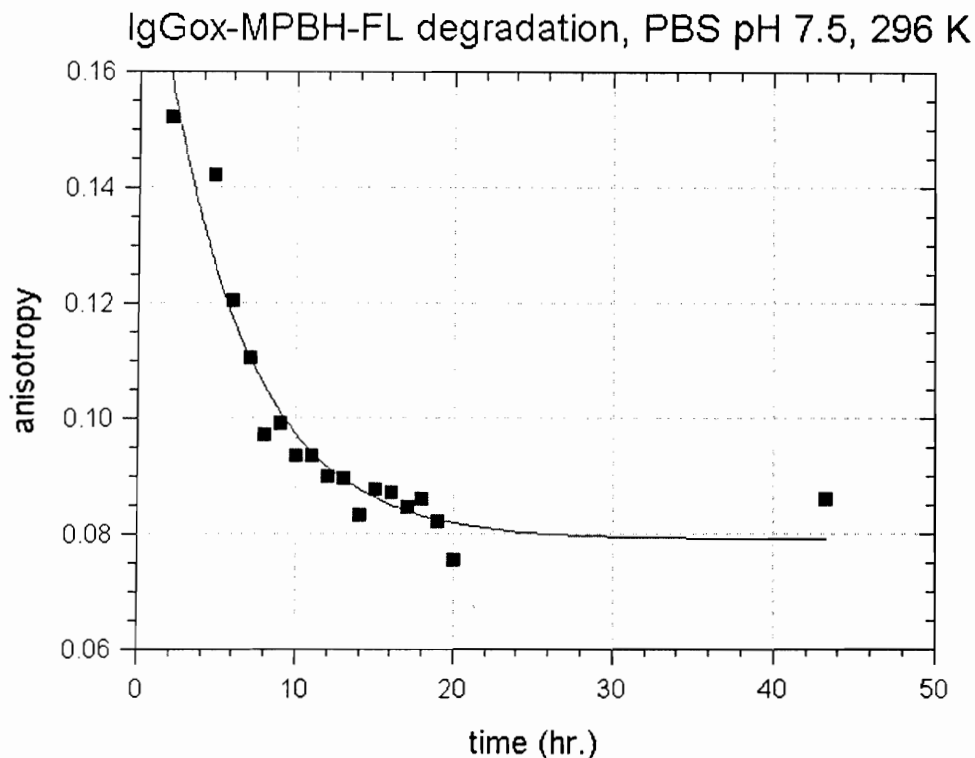 IgGox-MPBH-FL degradation, PBS pH 7.5, 296 K
0.16
0.14
0.12
0.10
0.08
0.06
anisotropy
0 10 20 30 40 50
time (hr.)